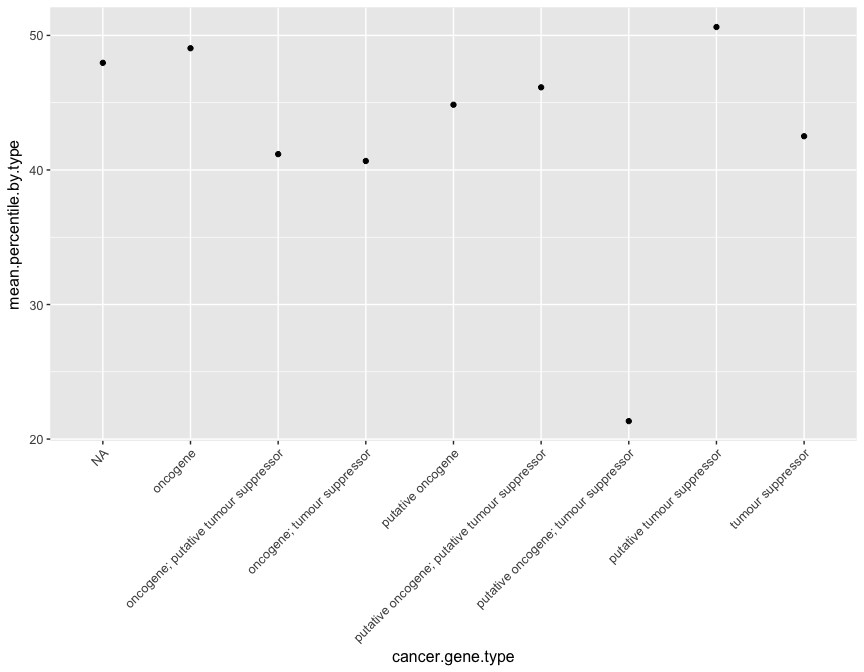 mean.percentile.by.type
50
40
30
20
NA
oncogene
oncogene; putative tumour suppressor
oncogene; tumour suppressor
putative oncogene
putative oncogene; putative tumour suppressor
putative oncogene; tumour suppressor
putative tumour suppressor
tumour suppressor
cancer.gene.type